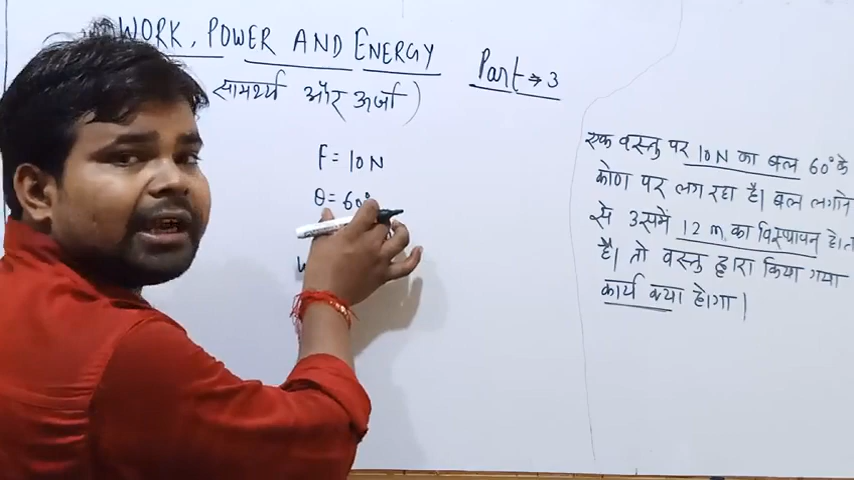 WORK, POWER AND ENERGY
Part → 3
सामर्थ्य और ऊर्जा)
F = 10 N
θ = 60°
W
एक वस्तु पर 10 N का बल 60° के
कोण पर लग रहा है। बल लगाने
से उसमें 12 m. का विस्थापन होता
है। तो वस्तु द्वारा किया गया
कार्य क्या होगा।